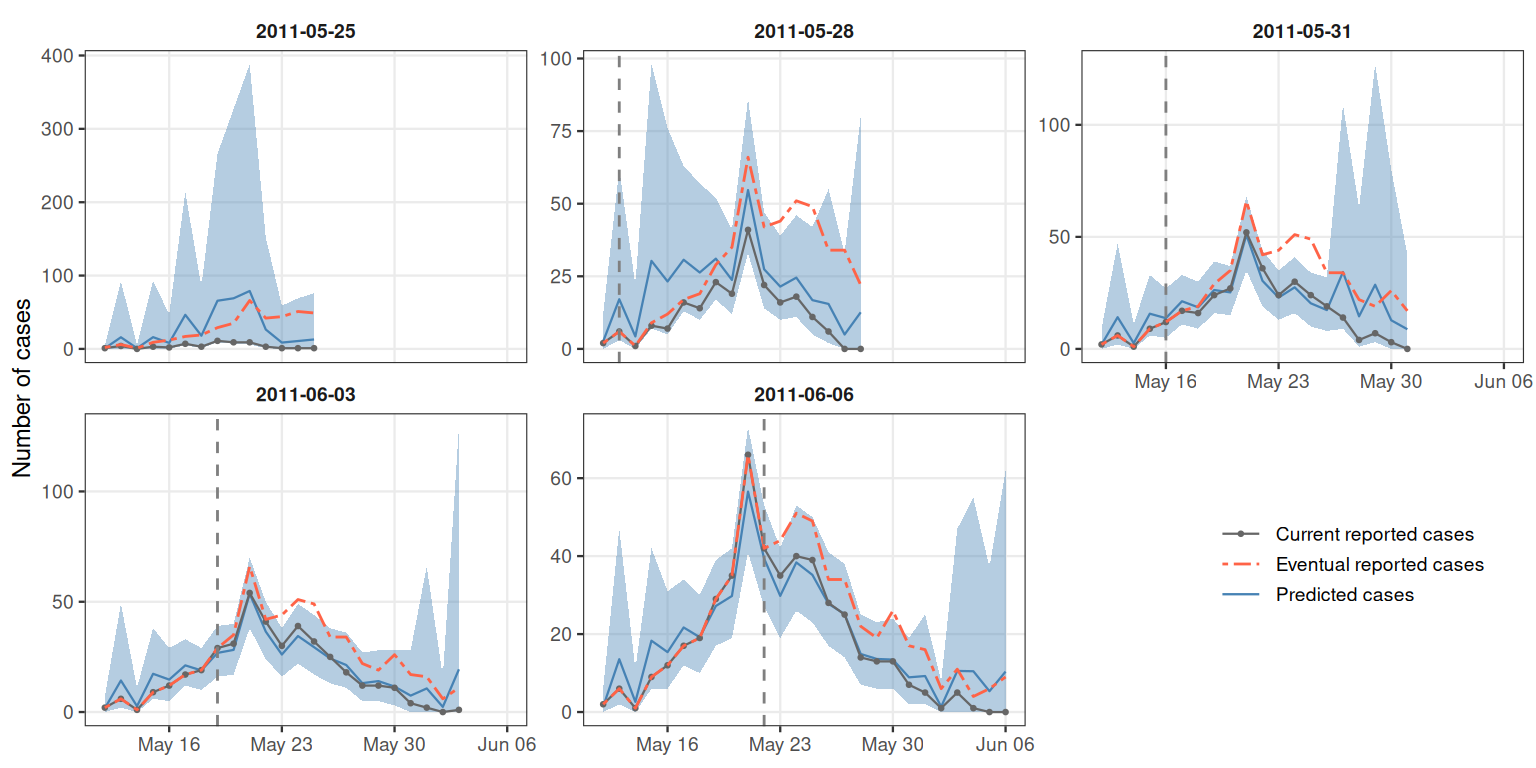 2011-05-25
2011-05-28
2011-05-31
400
300
200
100
0
100
75
50
25
0
100
50
0
May 16
May 23
May 30
Jun 06
Number of cases
2011-06-03
2011-06-06
100
50
0
60
40
20
0
May 16
May 23
May 30
Jun 06
May 16
May 23
May 30
Jun 06
Current reported cases
Eventual reported cases
Predicted cases